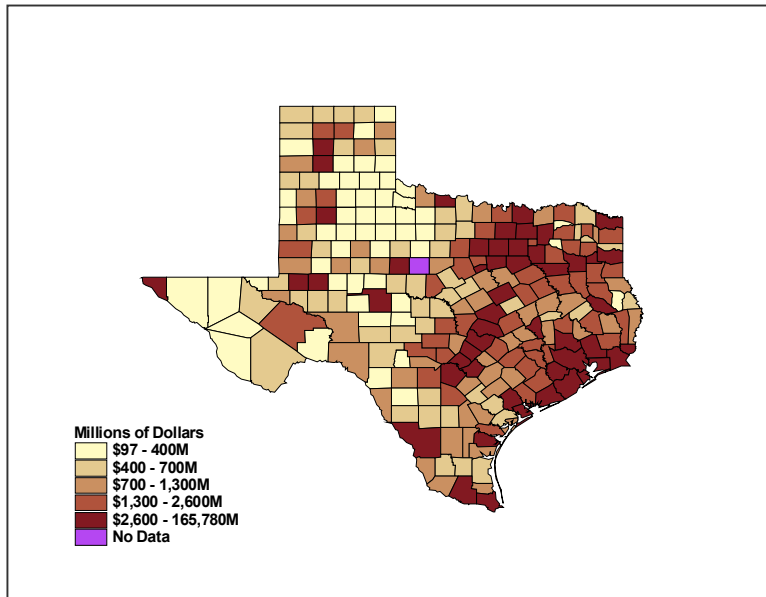 Millions of Dollars
$97 - 400M
$400 - 700M
$700 - 1,300M
$1,300 - 2,600M
$2,600 - 165,780M
No Data